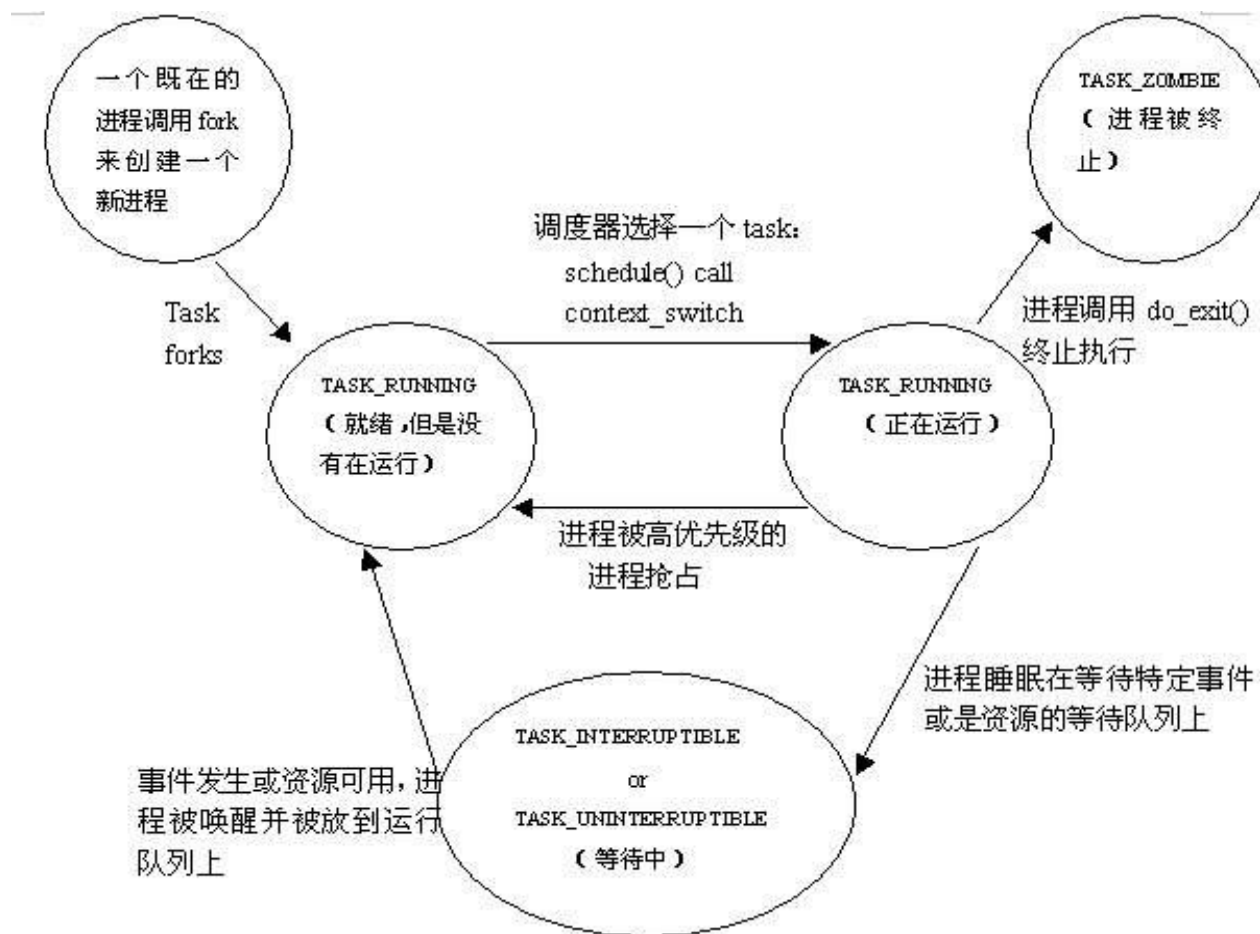 一个既在的
进程调用 fork
来创建一个
新进程
TASK_ZOMBIE
(进程被终
止)
调度器选择一个 task:
schedule() call
context_switch
Task
forks
进程调用 do_exit()
终止执行
TASK_RUNNING
(就绪,但是没
有在运行)
TASK_RUNNING
(正在运行)
进程被高优先级的
进程抢占
进程睡眠在等待特定事件
或是资源的等待队列上
TASK_INTERRUPTIBLE
or
TASK_UNINTERRUPTIBLE
(等待中)
事件发生或资源可用,进
程被唤醒并被放到运行
队列上